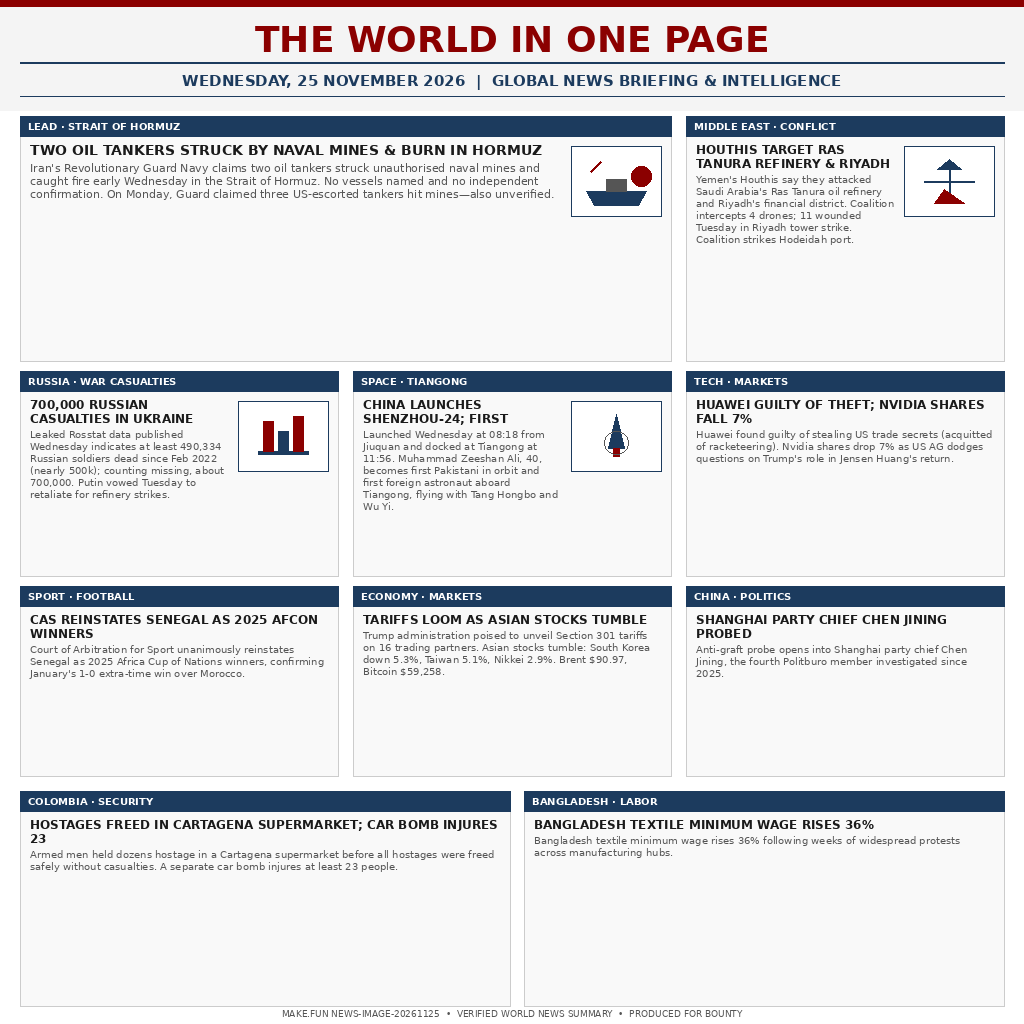 THE WORLD IN ONE PAGE
WEDNESDAY, 25 NOVEMBER 2026 | GLOBAL NEWS BRIEFING & INTELLIGENCE
LEAD · STRAIT OF HORMUZ
TWO OIL TANKERS STRUCK BY NAVAL MINES & BURN IN HORMUZ
Iran's Revolutionary Guard Navy claims two oil tankers struck unauthorised naval mines and
caught fire early Wednesday in the Strait of Hormuz. No vessels named and no independent
confirmation. On Monday, Guard claimed three US-escorted tankers hit mines—also unverified.
MIDDLE EAST · CONFLICT
HOUTHIS TARGET RAS
TANURA REFINERY & RIYADH
Yemen's Houthis say they attacked
Saudi Arabia's Ras Tanura oil refinery
and Riyadh's financial district. Coalition
intercepts 4 drones; 11 wounded
Tuesday in Riyadh tower strike.
Coalition strikes Hodeidah port.
RUSSIA · WAR CASUALTIES
700,000 RUSSIAN
CASUALTIES IN UKRAINE
Leaked Rosstat data published
Wednesday indicates at least 490,334
Russian soldiers dead since Feb 2022
(nearly 500k); counting missing, about
700,000. Putin vowed Tuesday to
retaliate for refinery strikes.
SPACE · TIANGONG
CHINA LAUNCHES
SHENZHOU-24; FIRST
Launched Wednesday at 08:18 from
Jiuquan and docked at Tiangong at
11:56. Muhammad Zeeshan Ali, 40,
becomes first Pakistani in orbit and
first foreign astronaut aboard
Tiangong, flying with Tang Hongbo and
Wu Yi.
TECH · MARKETS
HUAWEI GUILTY OF THEFT; NVIDIA SHARES
FALL 7%
Huawei found guilty of stealing US trade secrets (acquitted
of racketeering). Nvidia shares drop 7% as US AG dodges
questions on Trump's role in Jensen Huang's return.
SPORT · FOOTBALL
CAS REINSTATES SENEGAL AS 2025 AFCON
WINNERS
Court of Arbitration for Sport unanimously reinstates
Senegal as 2025 Africa Cup of Nations winners, confirming
January's 1-0 extra-time win over Morocco.
ECONOMY · MARKETS
TARIFFS LOOM AS ASIAN STOCKS TUMBLE
Trump administration poised to unveil Section 301 tariffs
on 16 trading partners. Asian stocks tumble: South Korea
down 5.3%, Taiwan 5.1%, Nikkei 2.9%. Brent $90.97,
Bitcoin $59,258.
CHINA · POLITICS
SHANGHAI PARTY CHIEF CHEN JINING
PROBED
Anti-graft probe opens into Shanghai party chief Chen
Jining, the fourth Politburo member investigated since
2025.
COLOMBIA · SECURITY
HOSTAGES FREED IN CARTAGENA SUPERMARKET; CAR BOMB INJURES
23
Armed men held dozens hostage in a Cartagena supermarket before all hostages were freed
safely without casualties. A separate car bomb injures at least 23 people.
BANGLADESH · LABOR
BANGLADESH TEXTILE MINIMUM WAGE RISES 36%
Bangladesh textile minimum wage rises 36% following weeks of widespread protests
across manufacturing hubs.
MAKE.FUN NEWS-IMAGE-20261125 • VERIFIED WORLD NEWS SUMMARY • PRODUCED FOR BOUNTY